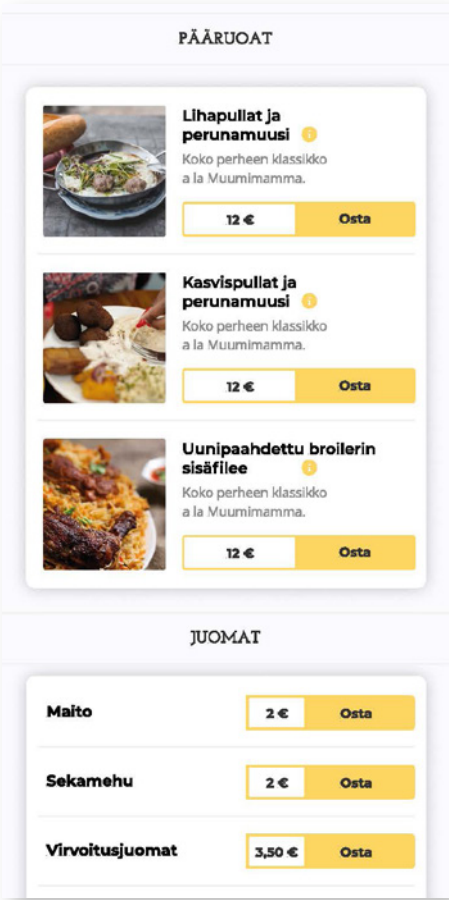 PÄÄRUOAT
Lihapullat ja
perunamuusi
Koko perheen klassikko
a la Muumimamma.
12 € Osta
Kasvispullat ja
perunamuusi
Koko perheen klassikko
a la Muumimamma.
12 € Osta
Uunipaahdettu broilerin
sisäfilee
Koko perheen klassikko
a la Muumimamma.
12 € Osta
JUOMAT
Maito 2 € Osta
Sekamehu 2 € Osta
Virvoitusjuomat 3,50 € Osta